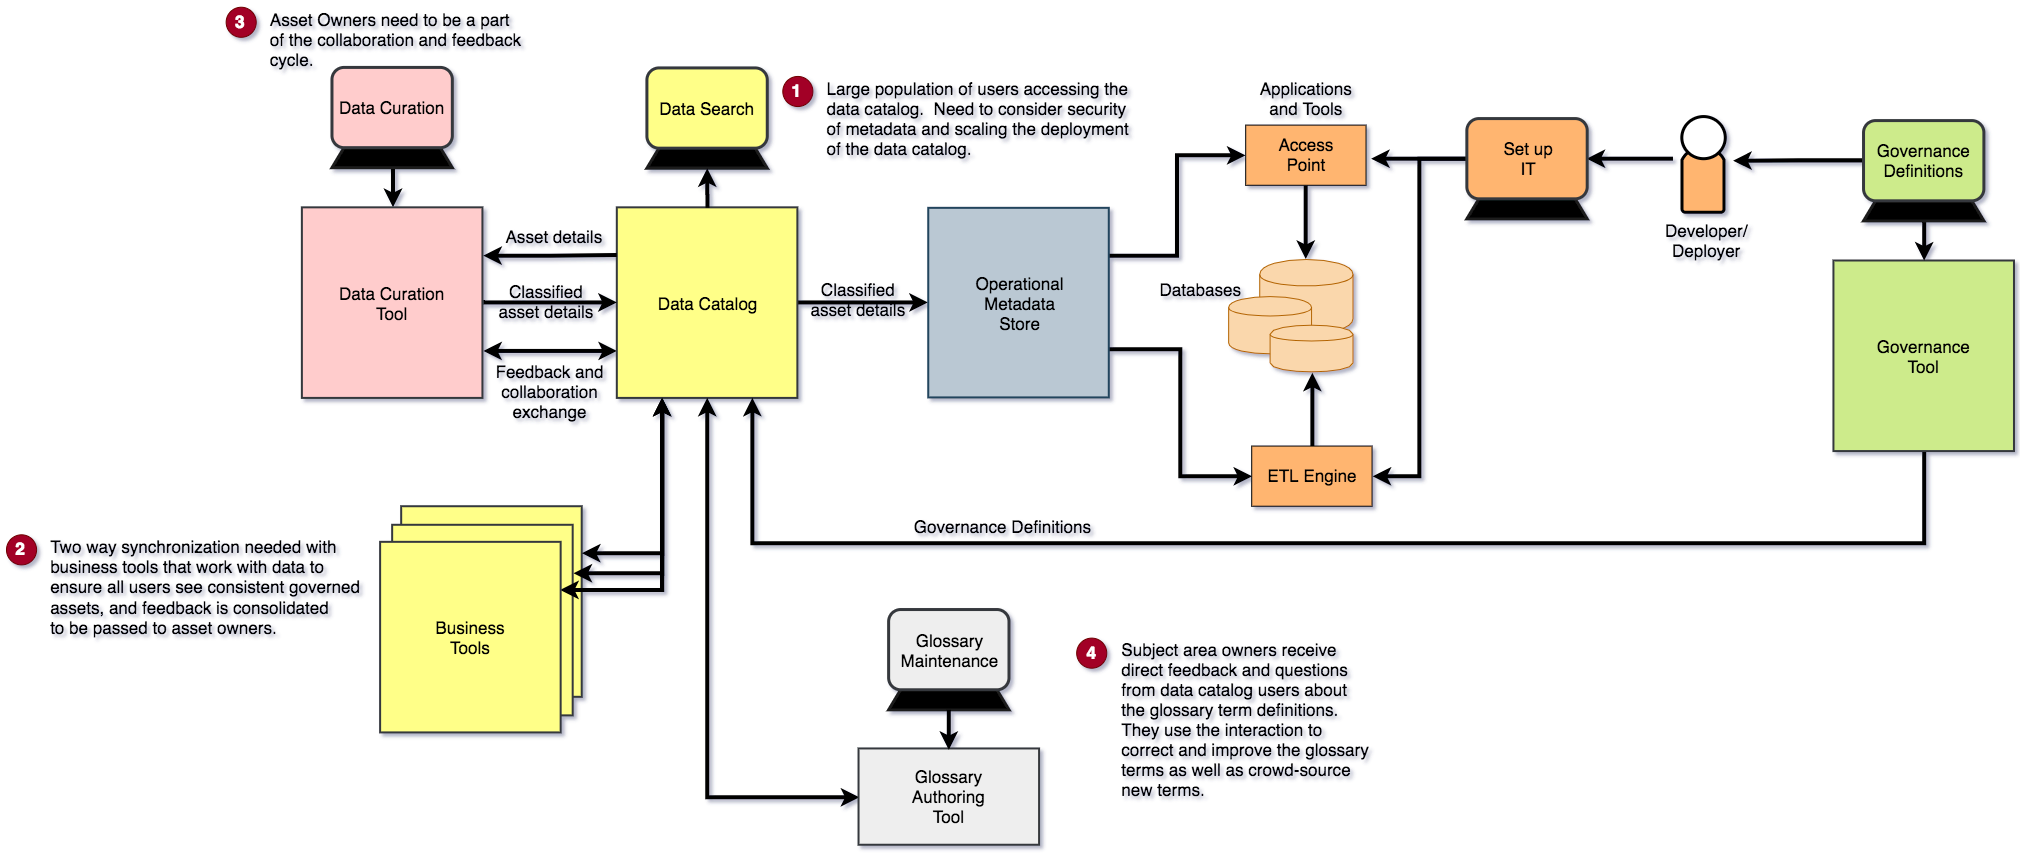 3
Asset Owners need to be a part
of the collaboration and feedback
cycle.
Data Curation
Data Search
1
Large population of users accessing the
data catalog.  Need to consider security
of metadata and scaling the deployment
of the data catalog.
Applications
and Tools
Access
Point
Set up
IT
Developer/
Deployer
Governance
Definitions
Data Curation
Tool
Asset details
Classified
asset details
Feedback and
collaboration
exchange
Data Catalog
Classified
asset details
Operational
Metadata
Store
Databases
ETL Engine
Governance
Tool
Governance Definitions
2
Two way synchronization needed with
business tools that work with data to
ensure all users see consistent governed
assets, and feedback is consolidated
to be passed to asset owners.
Business
Tools
Glossary
Maintenance
Glossary
Authoring
Tool
4
Subject area owners receive
direct feedback and questions
from data catalog users about
the glossary term definitions.
They use the interaction to
correct and improve the glossary
terms as well as crowd-source
new terms.